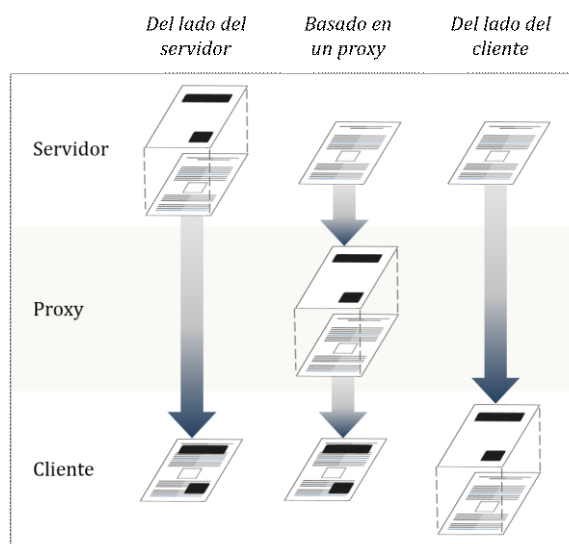 Del lado del
servidor
Basado en
un proxy
Del lado del
cliente
Servidor
Proxy
Cliente